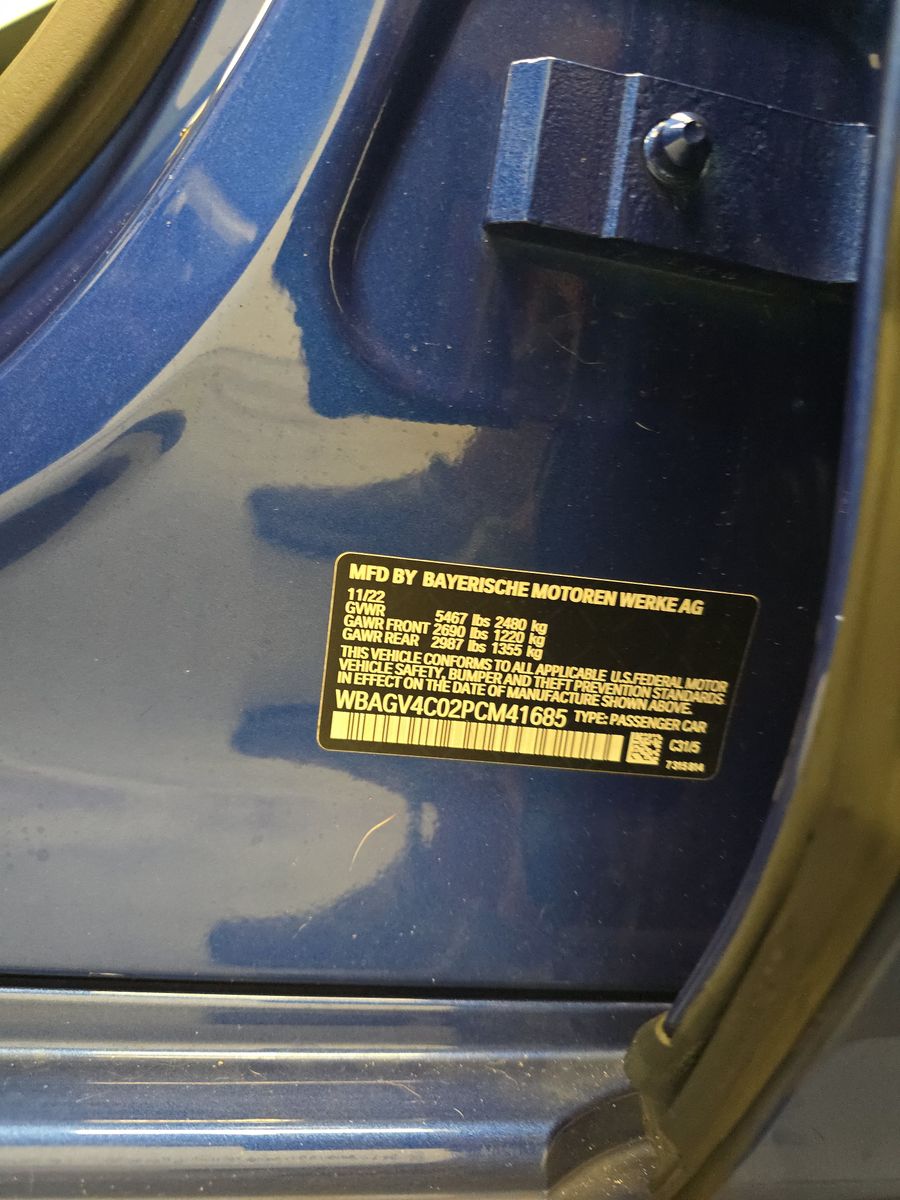 MFD BY BAYERISCHE MOTOREN WERKE AG
11/22
GVWR 5467 lbs 2480 kg
GAWR FRONT 2690 lbs 1220 kg
GAWR REAR 2987 lbs 1355 kg
THIS VEHICLE CONFORMS TO ALL APPLICABLE U.S.FEDERAL MOTOR
VEHICLE SAFETY, BUMPER AND THEFT PREVENTION STANDARDS
IN EFFECT ON THE DATE OF MANUFACTURE SHOWN ABOVE.
WBAGV4C02PCM41685 TYPE: PASSENGER CAR
C31/5
7315814